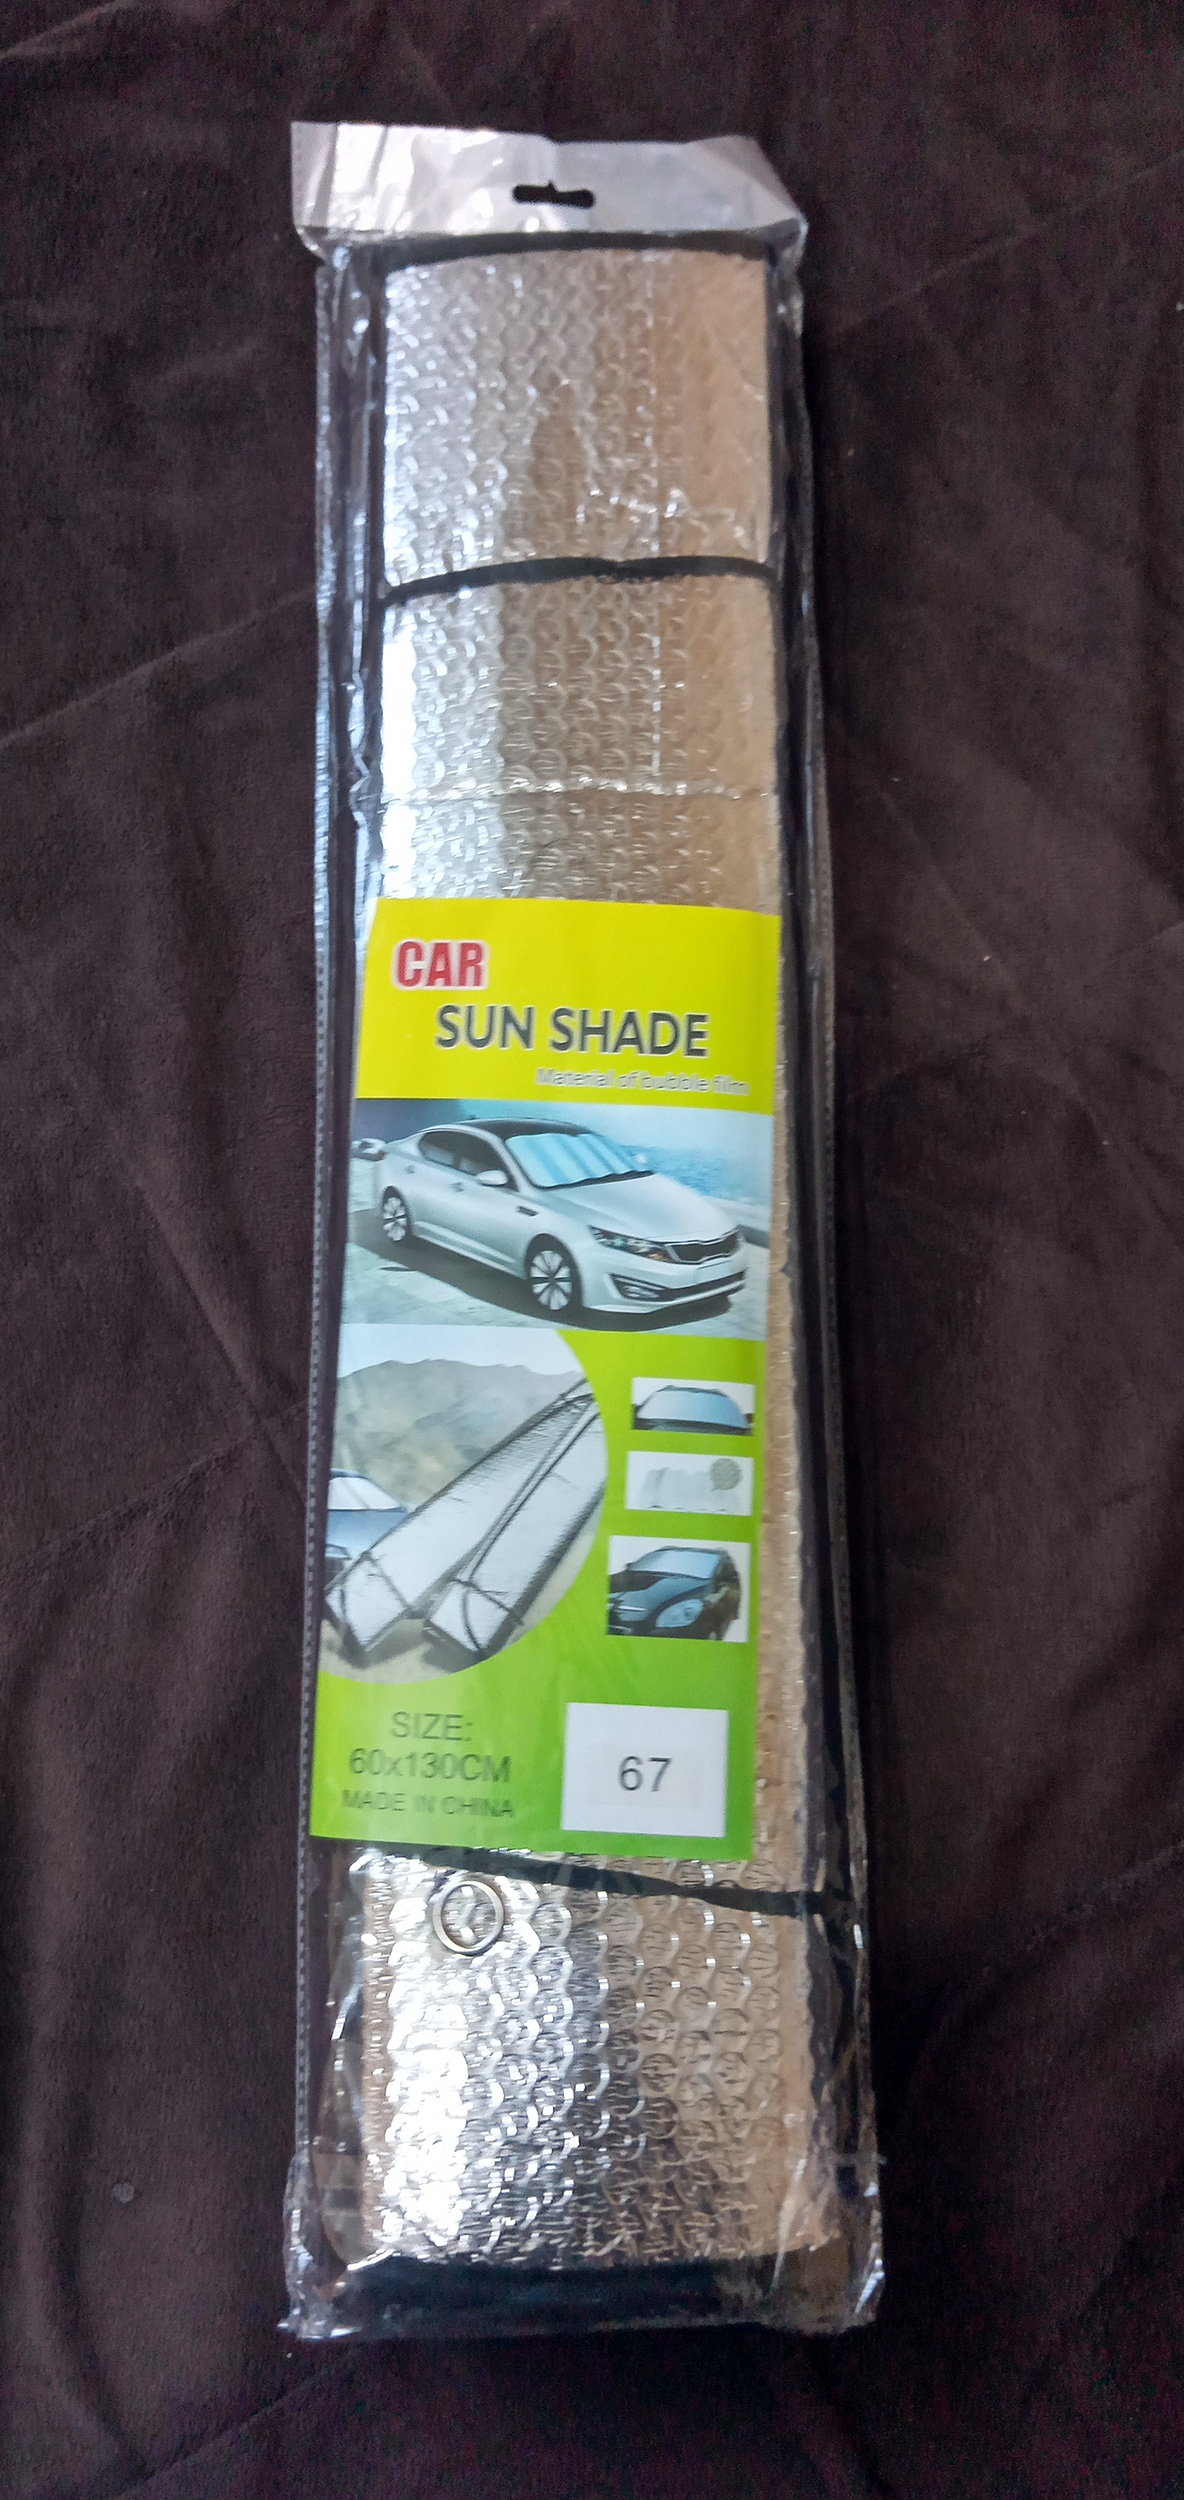 CAR
SUN SHADE
Material of bubble film
SIZE:
60x130CM
MADE IN CHINA
67